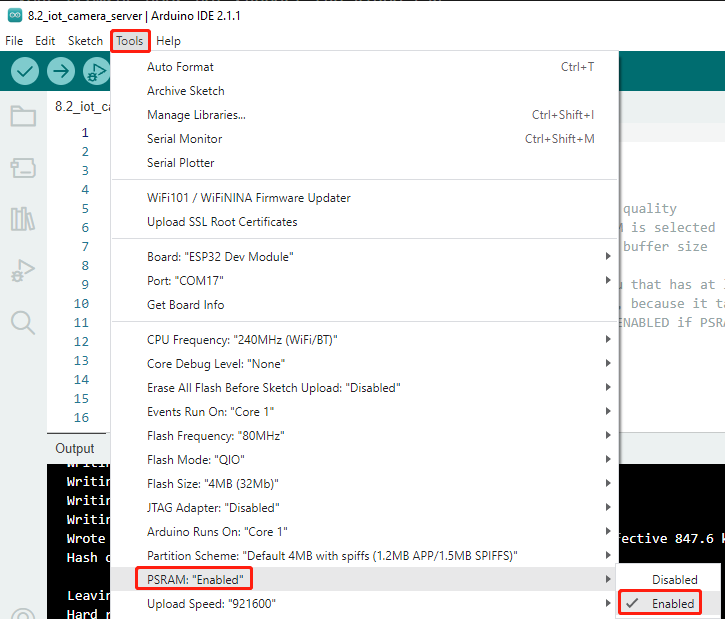 8.2_iot_camera_server | Arduino IDE 2.1.1
File Edit Sketch Tools Help
Auto Format Ctrl+T
Archive Sketch
Manage Libraries... Ctrl+Shift+I
Serial Monitor Ctrl+Shift+M
Serial Plotter
WiFi101 / WiFiNINA Firmware Updater
Upload SSL Root Certificates
Board: "ESP32 Dev Module"
Port: "COM17"
Get Board Info
CPU Frequency: "240MHz (WiFi/BT)"
Core Debug Level: "None"
Erase All Flash Before Sketch Upload: "Disabled"
Events Run On: "Core 1"
Flash Frequency: "80MHz"
Flash Mode: "QIO"
Flash Size: "4MB (32Mb)"
JTAG Adapter: "Disabled"
Arduino Runs On: "Core 1"
Partition Scheme: "Default 4MB with spiffs (1.2MB APP/1.5MB SPIFFS)"
PSRAM: "Enabled"
Upload Speed: "921600"
Disabled
Enabled
8.2_iot_ca
1
2
3
4
5
6
7
8
9
10
11
12
13
14
15
16
quality
is selected
buffer size
that has at
, because it ta
ENABLED if PSRA
Output
Writin
Writin
Writin
Writin
Wrote
fective 847.6 k
Hash
Leavin
Hard r